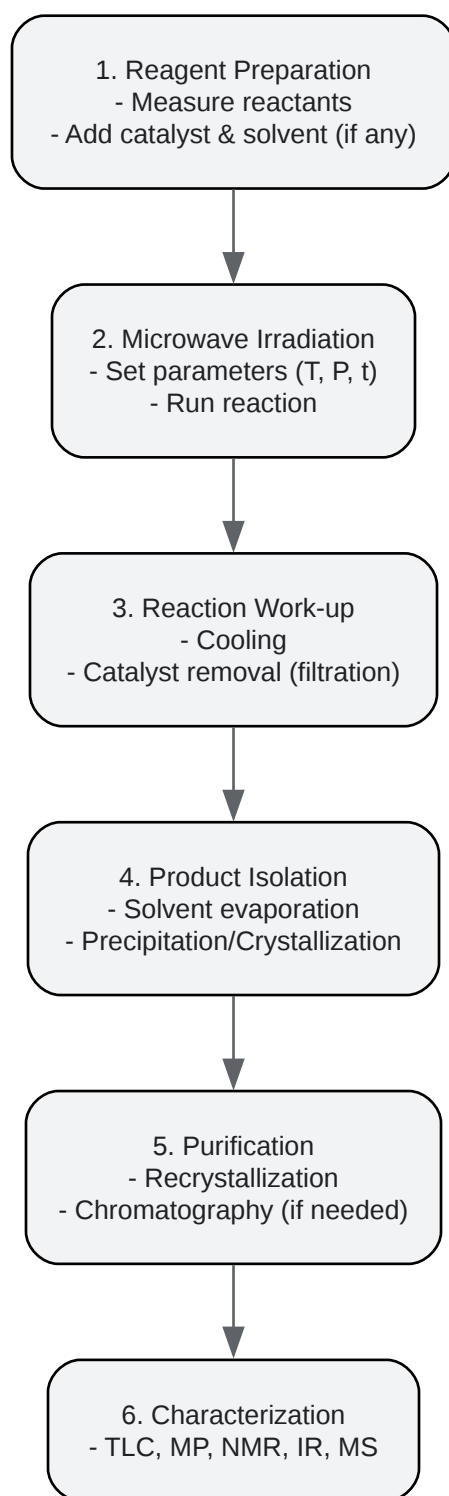 1. Reagent Preparation
- Measure reactants
- Add catalyst & solvent (if any)
2. Microwave Irradiation
- Set parameters (T, P, t)
- Run reaction
3. Reaction Work-up
- Cooling
- Catalyst removal (filtration)
4. Product Isolation
- Solvent evaporation
- Precipitation/Crystallization
5. Purification
- Recrystallization
- Chromatography (if needed)
6. Characterization
- TLC, MP, NMR, IR, MS